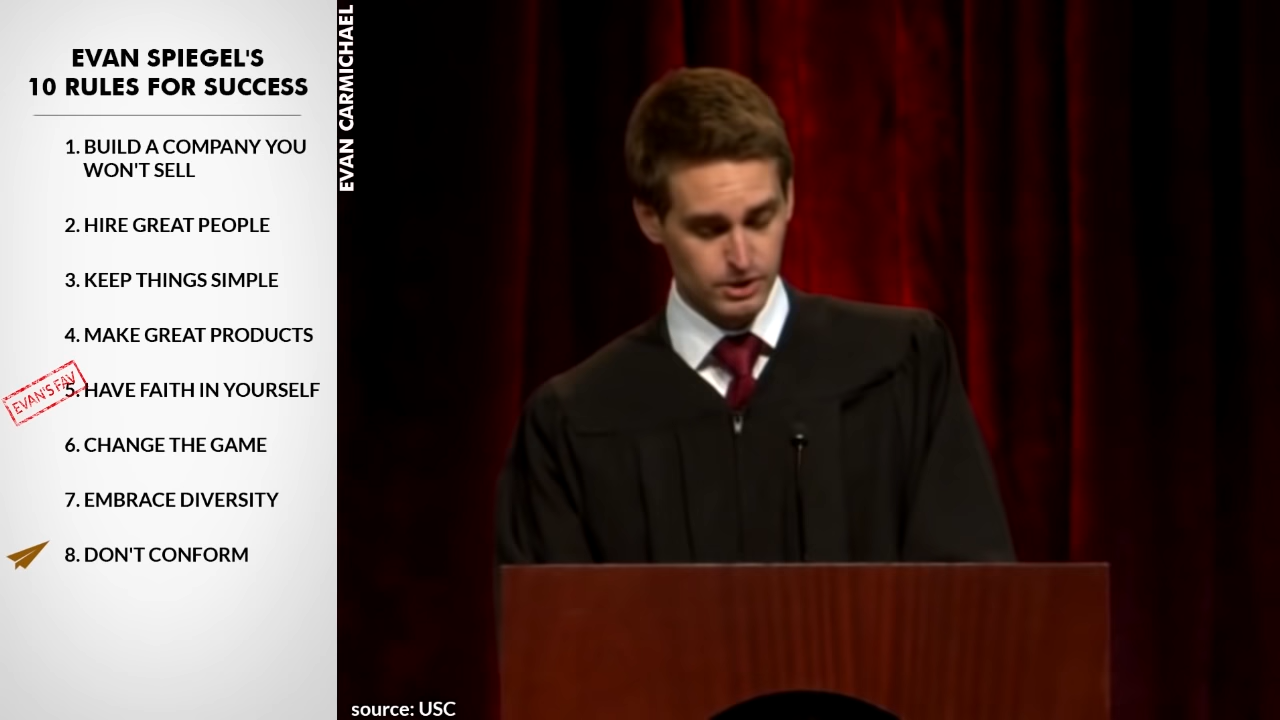 EVAN SPIEGEL'S
10 RULES FOR SUCCESS
1. BUILD A COMPANY YOU
WON'T SELL
2. HIRE GREAT PEOPLE
3. KEEP THINGS SIMPLE
4. MAKE GREAT PRODUCTS
EVAN'S FAV
5. HAVE FAITH IN YOURSELF
6. CHANGE THE GAME
7. EMBRACE DIVERSITY
8. DON'T CONFORM
EVAN CARMICHAEL
source: USC